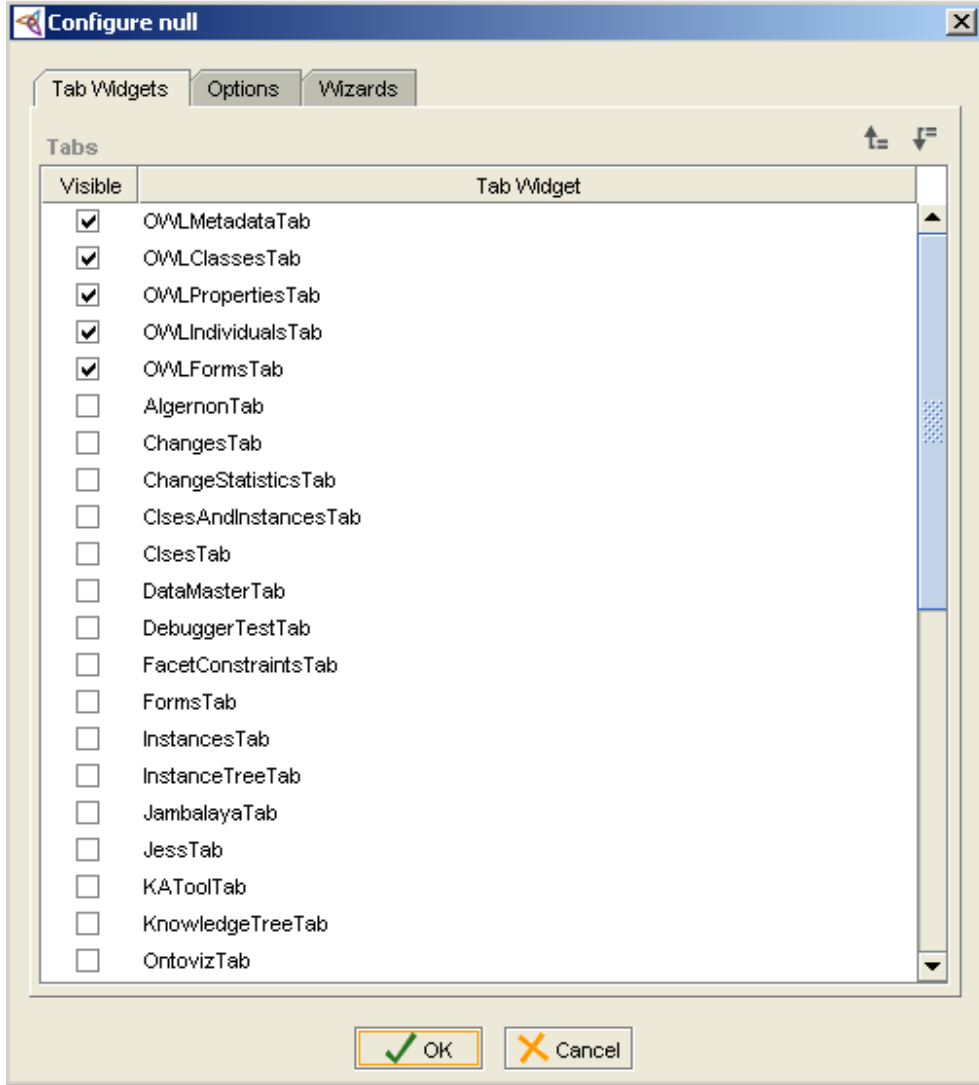 Configure null
Tab Widgets Options Wizards
Tabs
Visible Tab Widget
OWLMetadataTab
OWLClassesTab
OWLPropertiesTab
OWLIndividualsTab
OWLFormsTab
AlgernonTab
ChangesTab
ChangeStatisticsTab
ClsesAndInstancesTab
ClsesTab
DataMasterTab
DebuggerTestTab
FacetConstraintsTab
FormsTab
InstancesTab
InstanceTreeTab
JambalayaTab
JessTab
KAToolTab
KnowledgeTreeTab
OntovizTab
OK Cancel